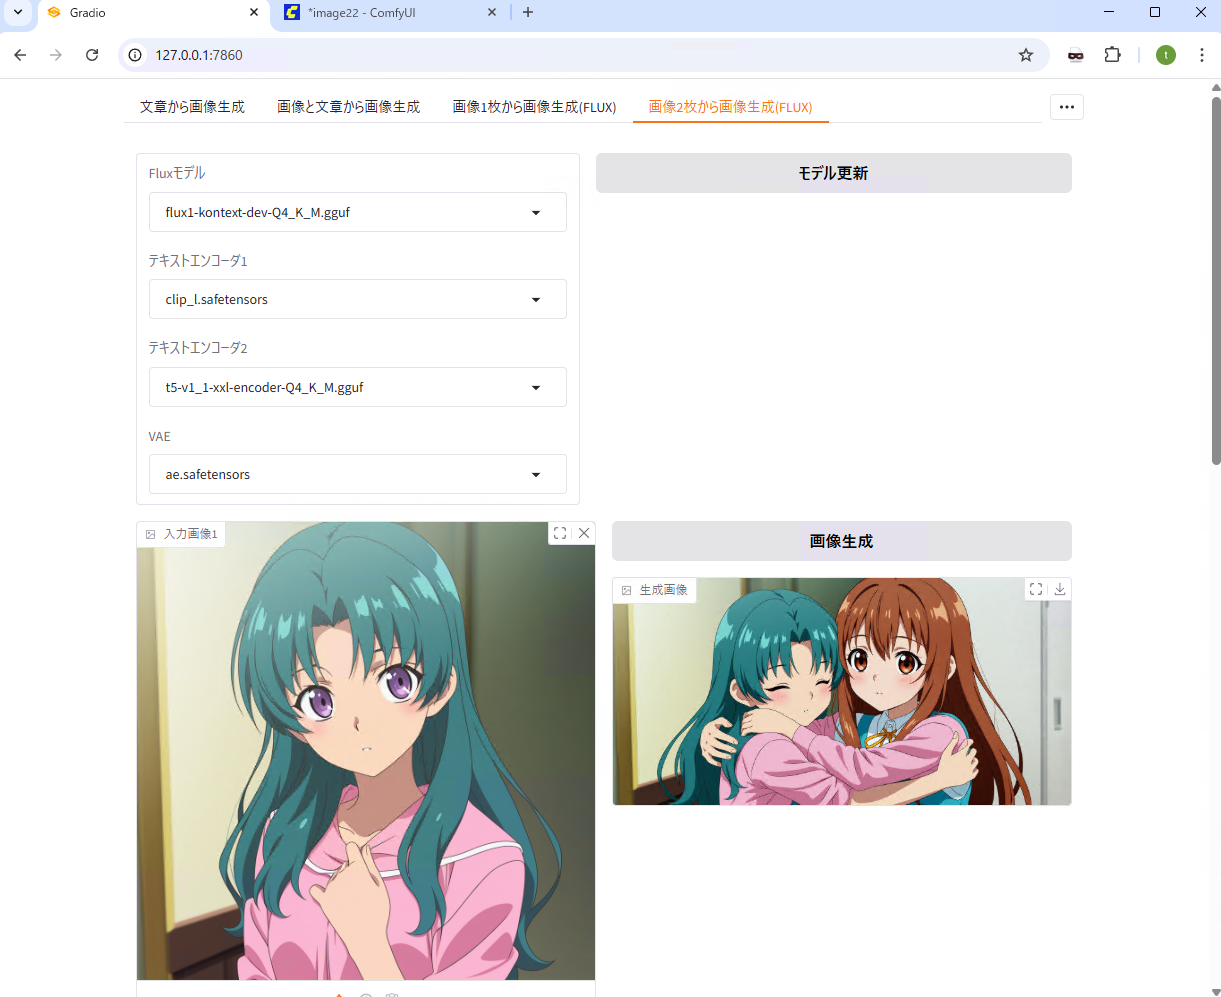 Gradio
*image22 - ComfyUI
127.0.0.1:7860
t
文章から画像生成
画像と文章から画像生成
画像1枚から画像生成(FLUX)
画像2枚から画像生成(FLUX)
Fluxモデル
モデル更新
flux1-kontext-dev-Q4_K_M.gguf
テキストエンコーダ1
clip_l.safetensors
テキストエンコーダ2
t5-v1_1-xxl-encoder-Q4_K_M.gguf
VAE
ae.safetensors
入力画像1
画像生成
生成画像